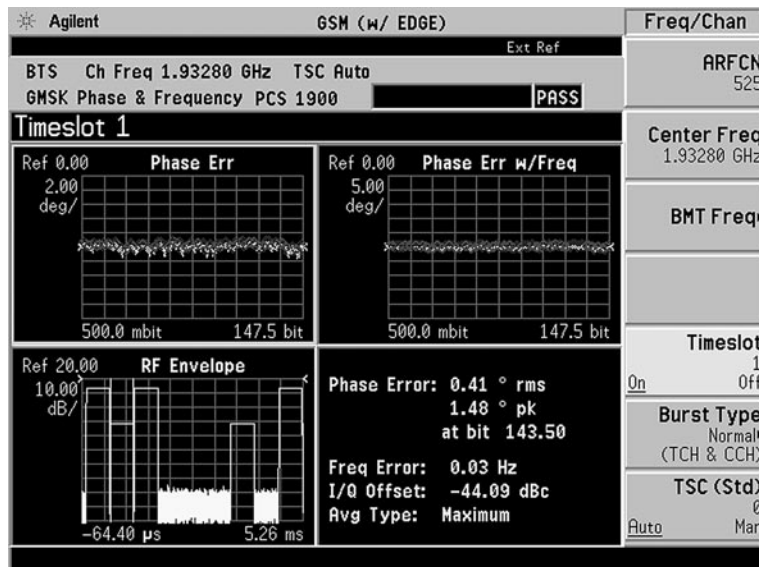 Agilent
GSM (w/ EDGE)
Freq/Chan
Ext Ref
BTS Ch Freq 1.93280 GHz TSC Auto
GMSK Phase & Frequency PCS 1900 PASS
Timeslot 1
Ref 0.00 Phase Err
2.00
deg/
500.0 mbit 147.5 bit
Ref 0.00 Phase Err w/Freq
5.00
deg/
500.0 mbit 147.5 bit
Ref 20.00 RF Envelope
10.00
dB/
-64.40 µs 5.26 ms
Phase Error: 0.41 ° rms
1.48 ° pk
at bit 143.50
Freq Error: 0.03 Hz
I/Q Offset: -44.09 dBc
Avg Type: Maximum
ARFCN
525
Center Freq
1.93280 GHz
BMT Freq
Timeslot
1
On Off
Burst Type
Normal
(TCH & CCH)
TSC (Std)
0
Auto Man